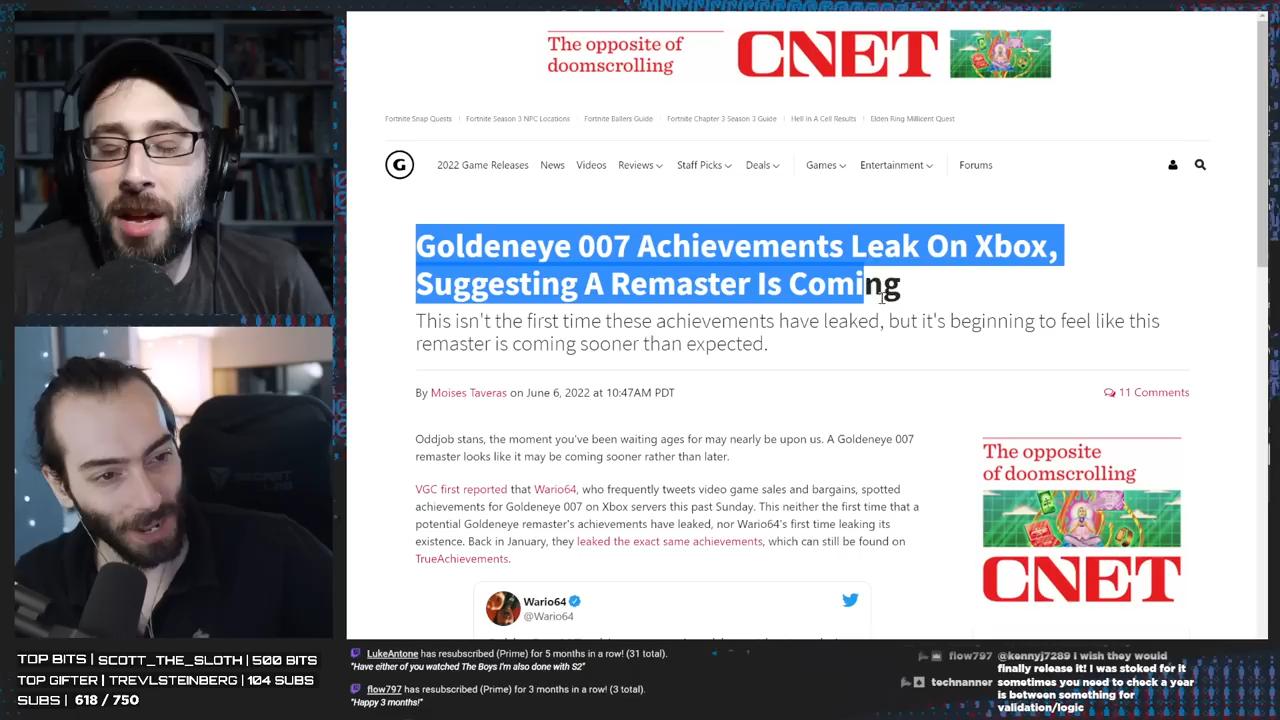 The opposite of
doomscrolling
CNET
Fortnite Snap Quests | Fortnite Season 3 NPC Locations | Fortnite Ballers Guide | Fortnite Chapter 3 Season 3 Guide | Hell In A Cell Results | Elden Ring Millicent Quest
G 2022 Game Releases News Videos Reviews Staff Picks Deals Games Entertainment Forums
Goldeneye 007 Achievements Leak On Xbox,
Suggesting A Remaster Is Coming
This isn't the first time these achievements have leaked, but it's beginning to feel like this
remaster is coming sooner than expected.
By Moises Taveras on June 6, 2022 at 10:47AM PDT
11 Comments
Oddjob stans, the moment you've been waiting ages for may nearly be upon us. A Goldeneye 007
remaster looks like it may be coming sooner rather than later.
VGC first reported that Wario64, who frequently tweets video game sales and bargains, spotted
achievements for Goldeneye 007 on Xbox servers this past Sunday. This neither the first time that a
potential Goldeneye remaster's achievements have leaked, nor Wario64's first time leaking its
existence. Back in January, they leaked the exact same achievements, which can still be found on
TrueAchievements.
Wario64
@Wario64
The opposite of
doomscrolling
CNET
SECRETLAB
TOP BITS | SCOTT_THE_SLOTH | 500 BITS
TOP GIFTER | TREVLSTEINBERG | 104 SUBS
SUBS | 618 / 750
LukeAntone has resubscribed (Prime) for 5 months in a row! (31 total).
"Have either of you watched The Boys I'm also done with S2"
flow797 has resubscribed (Prime) for 3 months in a row! (3 total).
"Happy 3 months!"
flow797 @kennyj7289 i wish they would
finally release it! I was stoked for it
technanner sometimes you need to check a year
is between something for
validation/logic